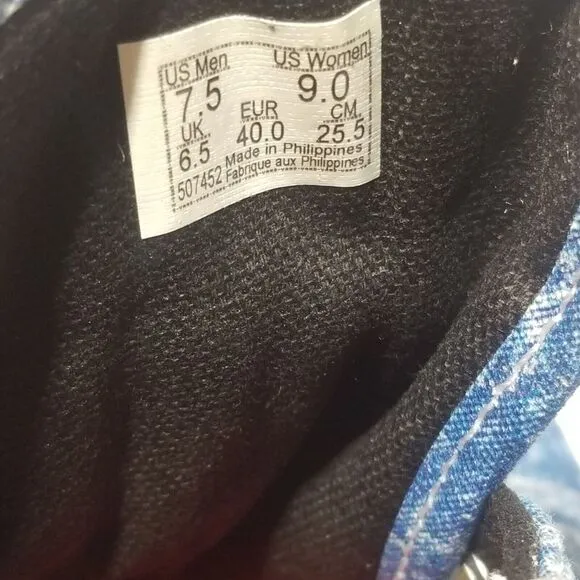 US Men US Women
7.5 9.0
UK EUR CM
6.5 40.0 25.5
Made in Philippines
507452 Fabrique aux Philippines